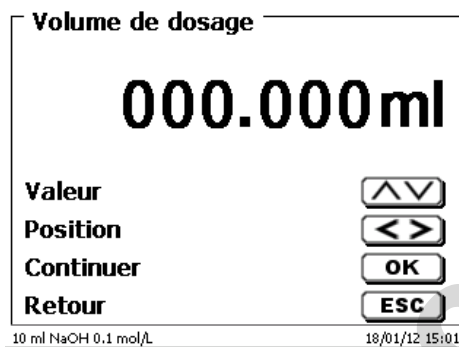 Volume de dosage
000.000ml
Valeur
Position
Continuer OK
Retour ESC
10 ml NaOH 0.1 mol/L 18/01/12 15:01